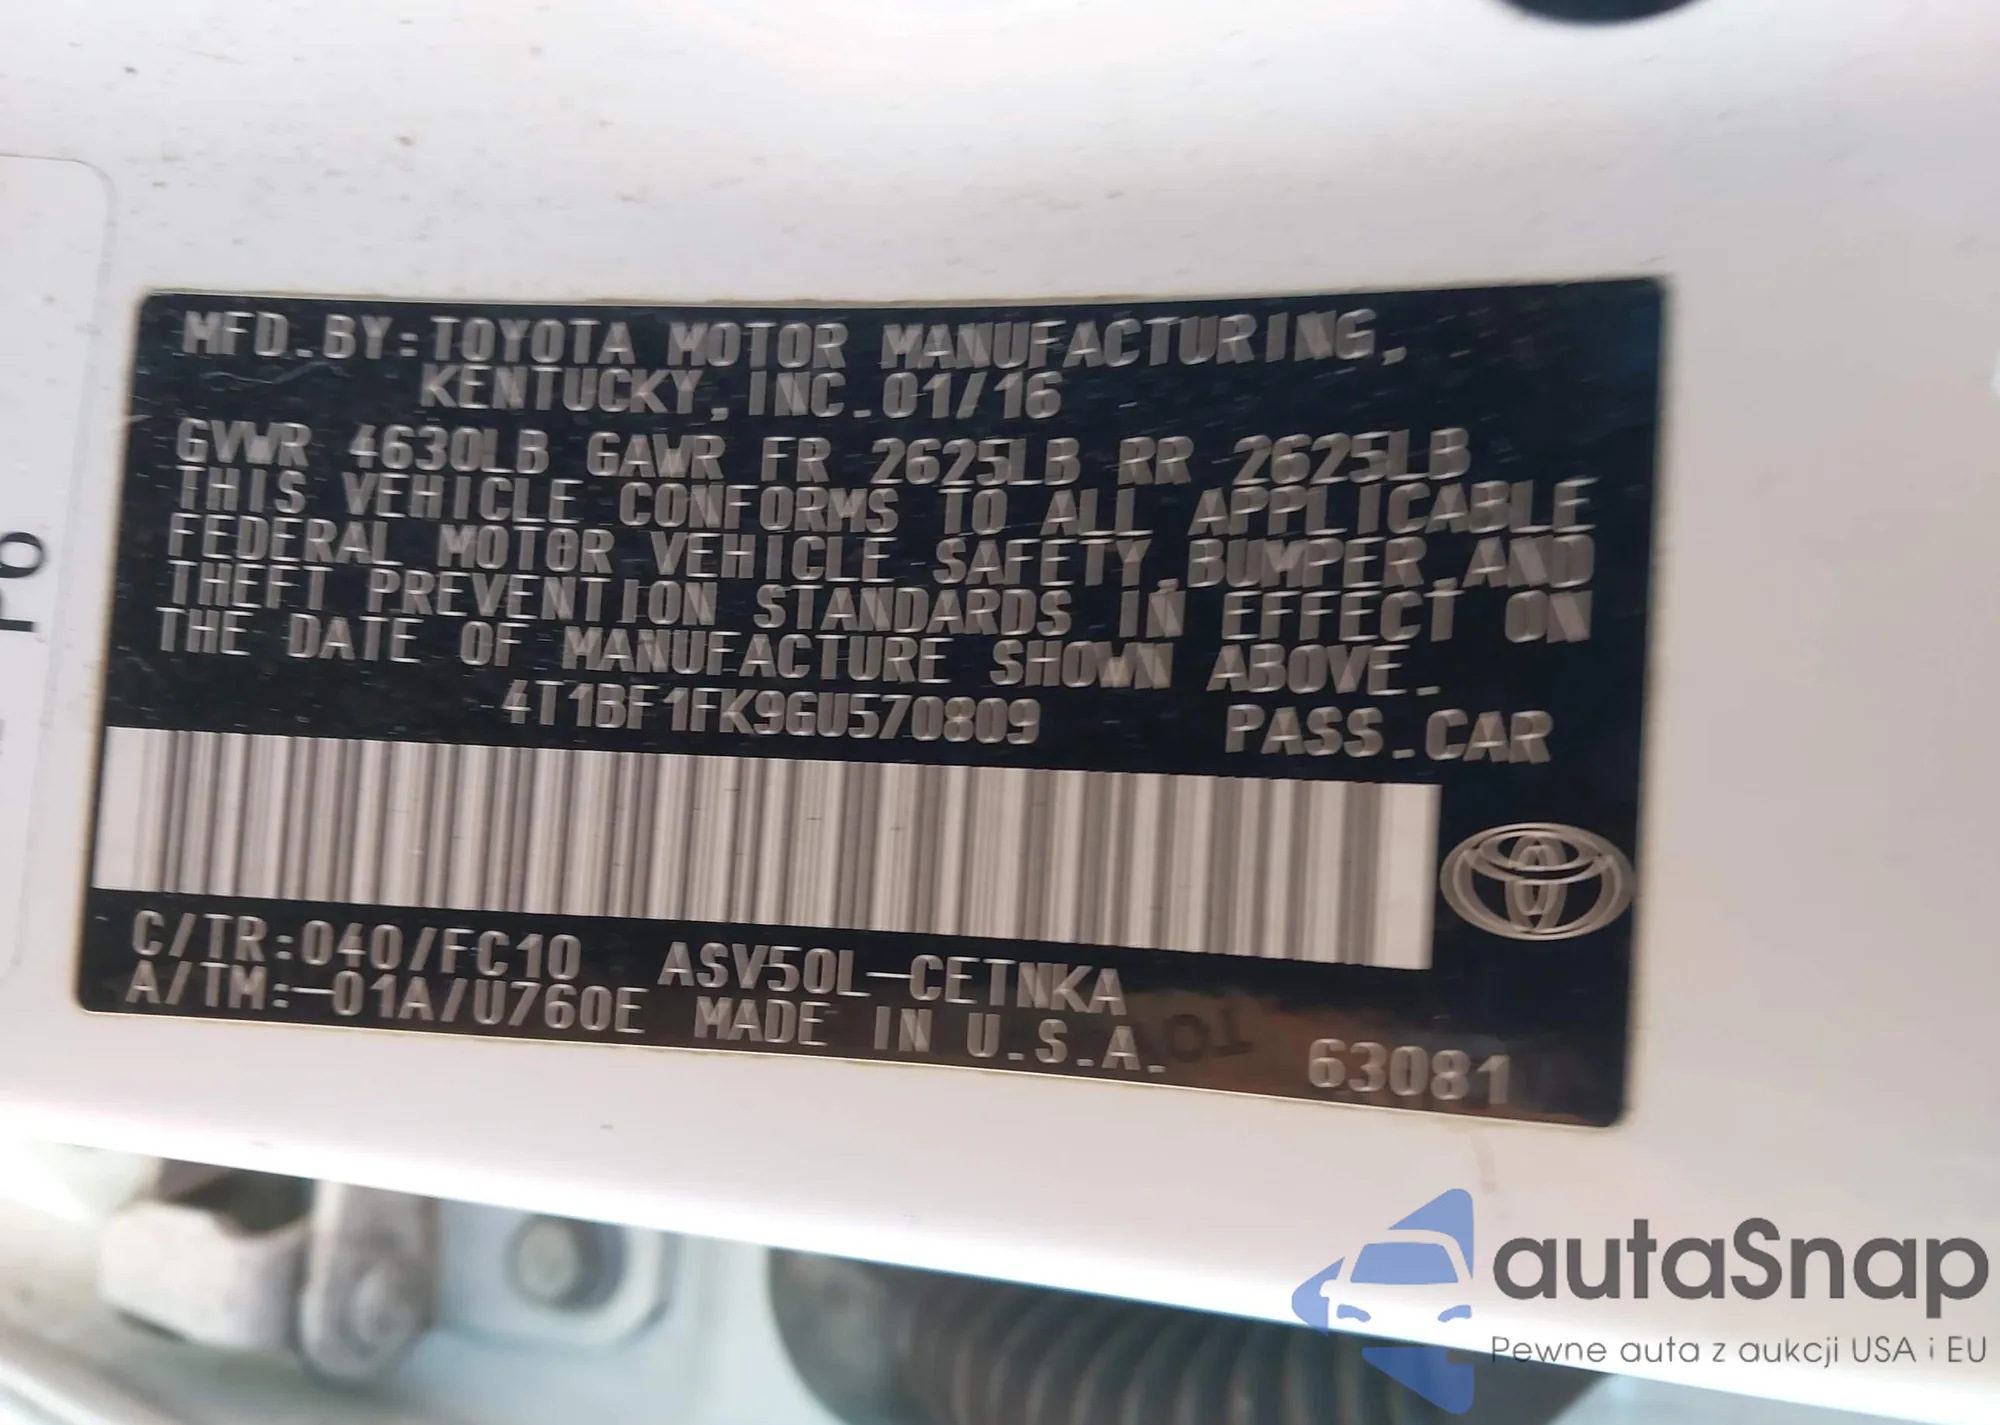 MFD.BY:TOYOTA MOTOR MANUFACTURING,
KENTUCKY, INC.01/16
GVWR 4630LB GAWR FR 2625LB RR 2625LB
THIS VEHICLE CONFORMS TO ALL APPLICABLE
FEDERAL MOTOR VEHICLE SAFETY,BUMPER,AND
THEFT PREVENTION STANDARDS IN EFFECT ON
THE DATE OF MANUFACTURE SHOWN ABOVE.
4T1BF1FK9GU570809 PASS.CAR
C/TR:040/FC10 ASV50L-CETNKA
A/TM:-01A/U760E MADE IN U.S.A. 63081
autaSnap
Pewne auta z aukcji USA i EU